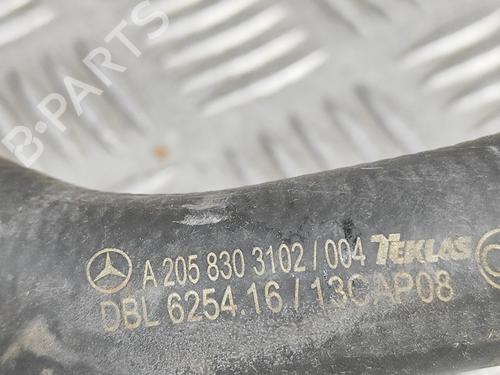 B-PARTS
A 205 830 3102 / 004 TEKLAS
DBL 6254.16 / 13CAP08